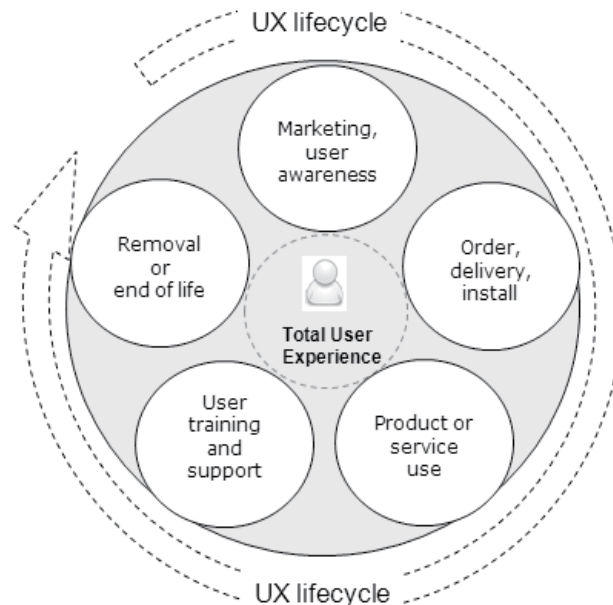 UX lifecycle
Marketing,
user
awareness
Order,
delivery,
install
Product or
service
use
User
training
and
support
Removal
or
end of life
Total User
Experience
UX lifecycle